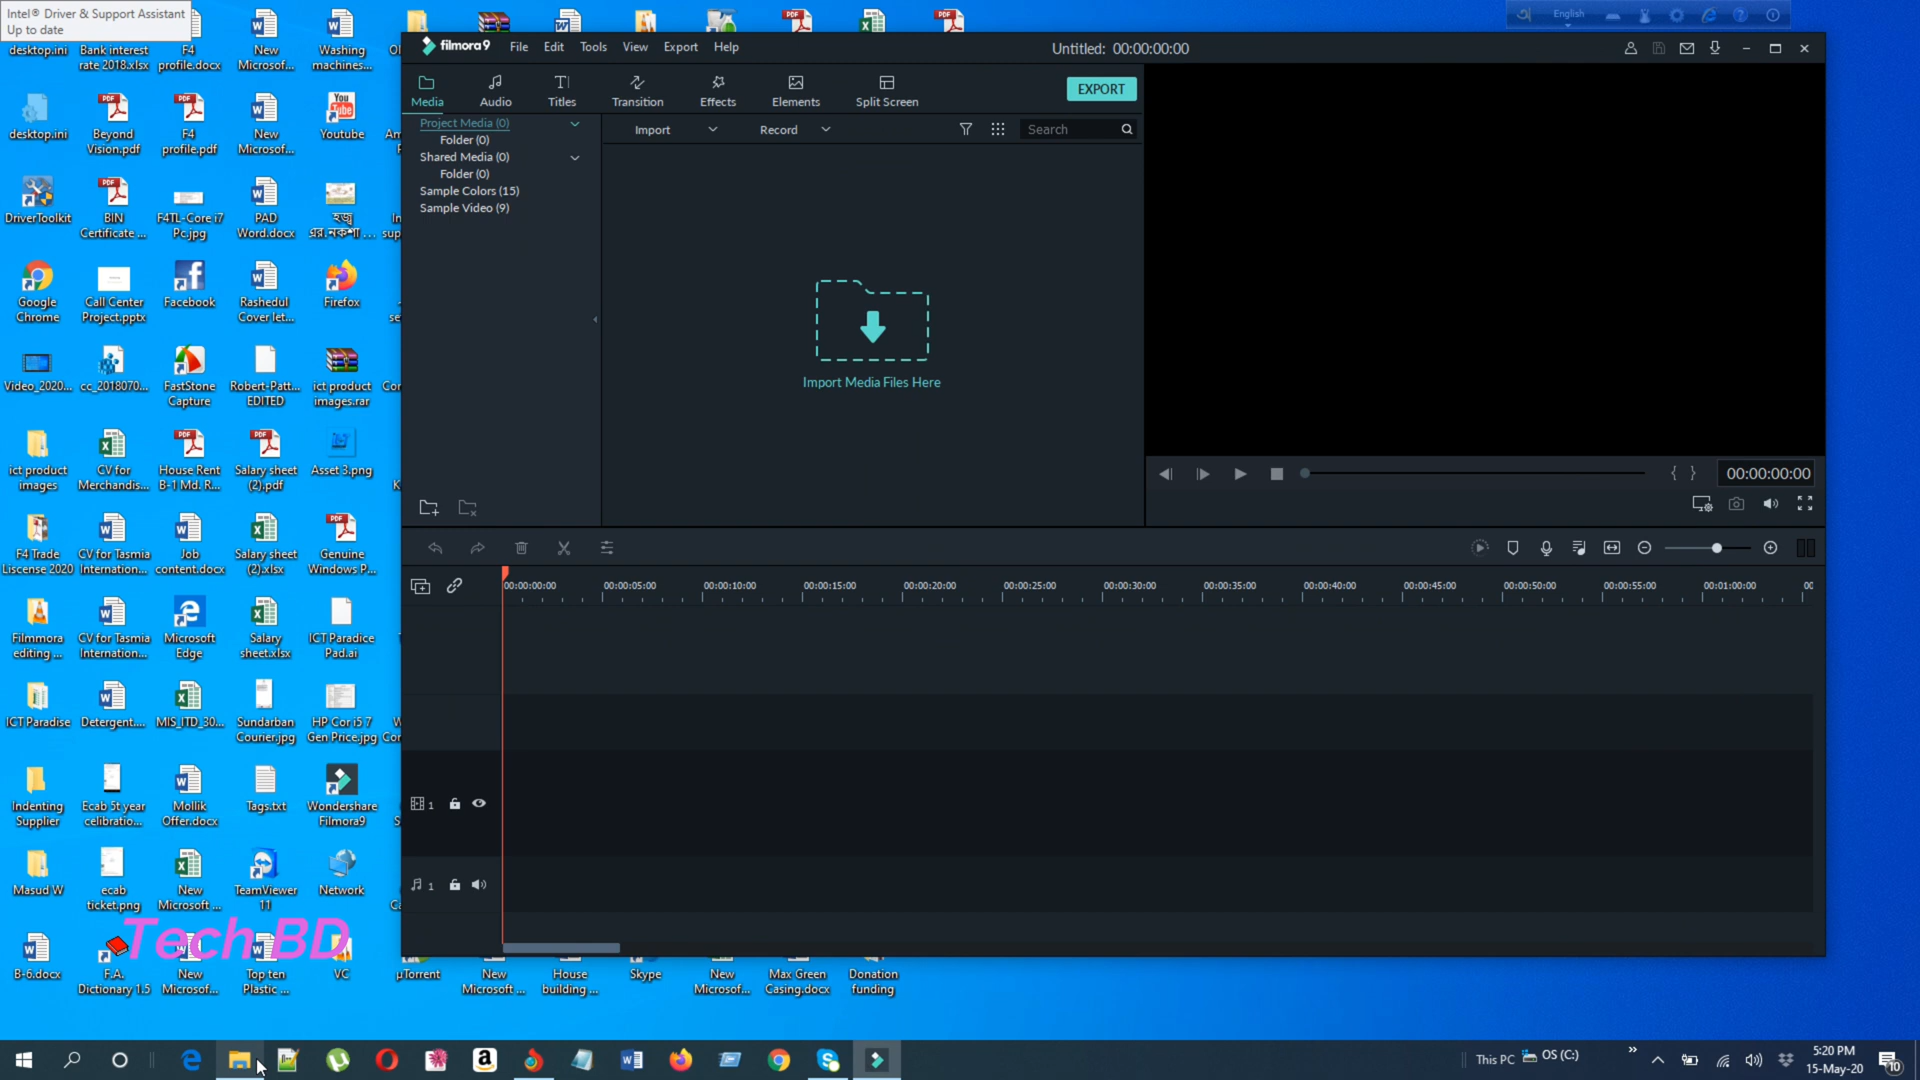 Intel® Driver & Support Assistant
Up to date
desktop.ini
Bank interest
rate 2018.xlsx
F4
profile.docx
New
Microsof...
Washing
machines...
desktop.ini
Beyond
Vision.pdf
F4
profile.pdf
New
Microsof...
You
Tube
Youtube
DriverToolkit
BIN
Certificate ...
F4TL-Core i7
Pc.jpg
PAD
Word.docx
হজ্ব
এর.নকশা ...
Google
Chrome
Call Center
Project.pptx
Facebook
Rashedul
Cover let...
Firefox
Video_2020...
cc_2018070...
FastStone
Capture
Robert-Patt...
EDITED
ict product
images.rar
ict product
images
CV for
Merchandis...
House Rent
B-1 Md. R...
Salary sheet
(2).pdf
Asset 3.png
F4 Trade
Liscense 2020
CV for Tasmia
Internation...
Job
content.docx
Salary sheet
(2).xlsx
Genuine
Windows P...
Filmmora
editing ...
CV for Tasmia
Internation...
Microsoft
Edge
Salary
sheet.xlsx
ICT Paradice
Pad.ai
ICT Paradise
Detergent....
MIS_ITD_30...
Sundarban
Courier.jpg
HP Cor i5 7
Gen Price.jpg
Indenting
Supplier
Ecab 5t year
celibratio...
Mollik
Offer.docx
Tags.txt
Wondershare
Filmora9
Masud W
ecab
ticket.png
New
Microsoft ...
TeamViewer
11
Network
Tech BD
B-6.docx
F.A.
Dictionary 1.5
New
Microsof...
Top ten
Plastic ...
VC
µTorrent
New
Microsoft ...
House
building ...
Skype
New
Microsof...
Max Green
Casing.docx
Donation
funding
English
filmora9
File Edit Tools View Export Help
Untitled: 00:00:00:00
Media Audio Titles Transition Effects Elements Split Screen
EXPORT
Project Media (0)
Folder (0)
Shared Media (0)
Folder (0)
Sample Colors (15)
Sample Video (9)
Import Record Search
Import Media Files Here
00:00:00:00
00:00:00:00 00:00:05:00 00:00:10:00 00:00:15:00 00:00:20:00 00:00:25:00 00:00:30:00 00:00:35:00 00:00:40:00 00:00:45:00 00:00:50:00 00:00:55:00 00:01:00:00
1
1
This PC OS (C:)
5:20 PM
15-May-20
10